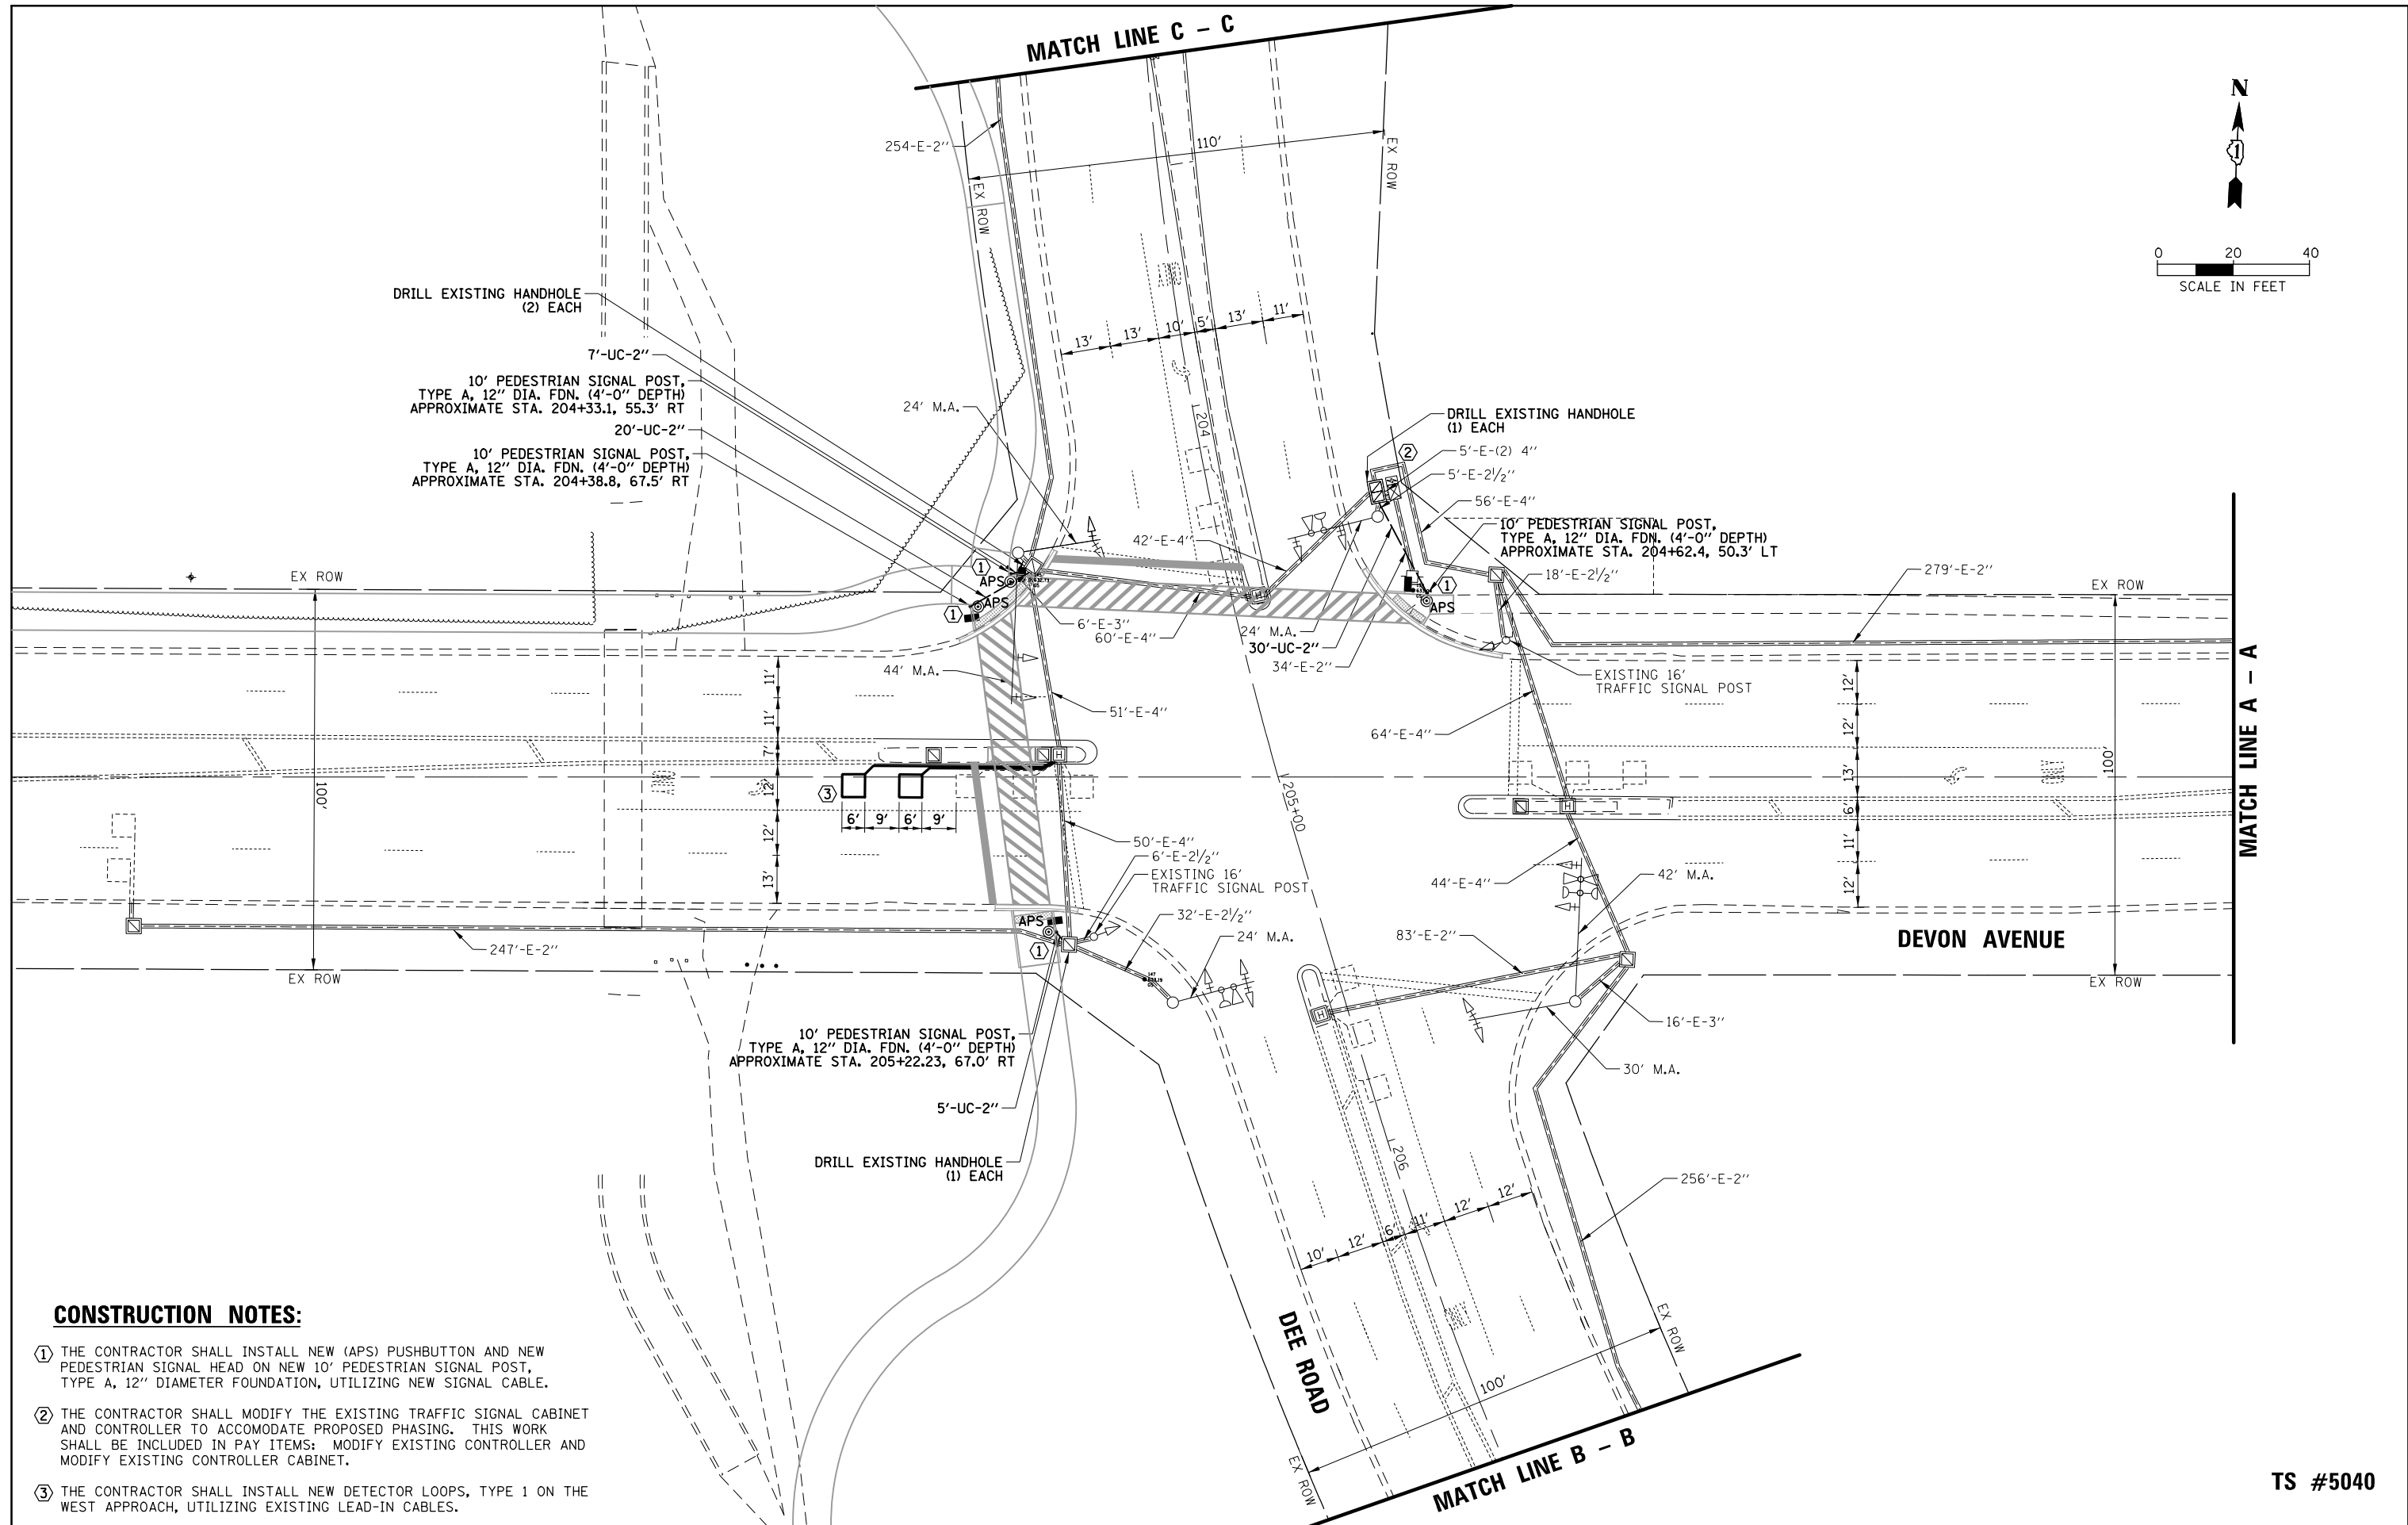 MATCH LINE C - C
N
1
0 20 40
SCALE IN FEET
254-E-2"
110'
EX ROW
EX ROW
DRILL EXISTING HANDHOLE
(2) EACH
7'-UC-2"
10' PEDESTRIAN SIGNAL POST,
TYPE A, 12" DIA. FDN. (4'-0" DEPTH)
APPROXIMATE STA. 204+33.1, 55.3' RT
20'-UC-2"
10' PEDESTRIAN SIGNAL POST,
TYPE A, 12" DIA. FDN. (4'-0" DEPTH)
APPROXIMATE STA. 204+38.8, 67.5' RT
13' 13' 10' 5' 13' 11'
24' M.A.
204
DRILL EXISTING HANDHOLE
(1) EACH
2
5'-E-(2) 4"
5'-E-2½"
56'-E-4"
10' PEDESTRIAN SIGNAL POST,
TYPE A, 12" DIA. FDN. (4'-0" DEPTH)
APPROXIMATE STA. 204+62.4, 50.3' LT
42'-E-4"
18'-E-2½"
279'-E-2"
EX ROW
EX ROW
1
APS
1
APS
1
APS
6'-E-3"
60'-E-4"
24' M.A.
30'-UC-2"
34'-E-2"
44' M.A.
EXISTING 16'
TRAFFIC SIGNAL POST
51'-E-4"
64'-E-4"
11'
11'
7'
12'
12'
13'
100'
12'
12'
13'
6'
11'
12'
100'
MATCH LINE A - A
3
6' 9' 6' 9'
205+00
50'-E-4"
6'-E-2½"
EXISTING 16'
TRAFFIC SIGNAL POST
44'-E-4"
42' M.A.
32'-E-2½"
24' M.A.
83'-E-2"
DEVON AVENUE
APS
1
247'-E-2"
EX ROW
EX ROW
147
16'-E-3"
30' M.A.
10' PEDESTRIAN SIGNAL POST,
TYPE A, 12" DIA. FDN. (4'-0" DEPTH)
APPROXIMATE STA. 205+22.23, 67.0' RT
5'-UC-2"
DRILL EXISTING HANDHOLE
(1) EACH
206
256'-E-2"
10' 12' 6' 11' 12' 12'
DEE ROAD
EX ROW
100'
EX ROW
MATCH LINE B - B
CONSTRUCTION NOTES:
1 THE CONTRACTOR SHALL INSTALL NEW (APS) PUSHBUTTON AND NEW
PEDESTRIAN SIGNAL HEAD ON NEW 10' PEDESTRIAN SIGNAL POST,
TYPE A, 12" DIAMETER FOUNDATION, UTILIZING NEW SIGNAL CABLE.
2 THE CONTRACTOR SHALL MODIFY THE EXISTING TRAFFIC SIGNAL CABINET
AND CONTROLLER TO ACCOMODATE PROPOSED PHASING. THIS WORK
SHALL BE INCLUDED IN PAY ITEMS: MODIFY EXISTING CONTROLLER AND
MODIFY EXISTING CONTROLLER CABINET.
3 THE CONTRACTOR SHALL INSTALL NEW DETECTOR LOOPS, TYPE 1 ON THE
WEST APPROACH, UTILIZING EXISTING LEAD-IN CABLES.
TS #5040